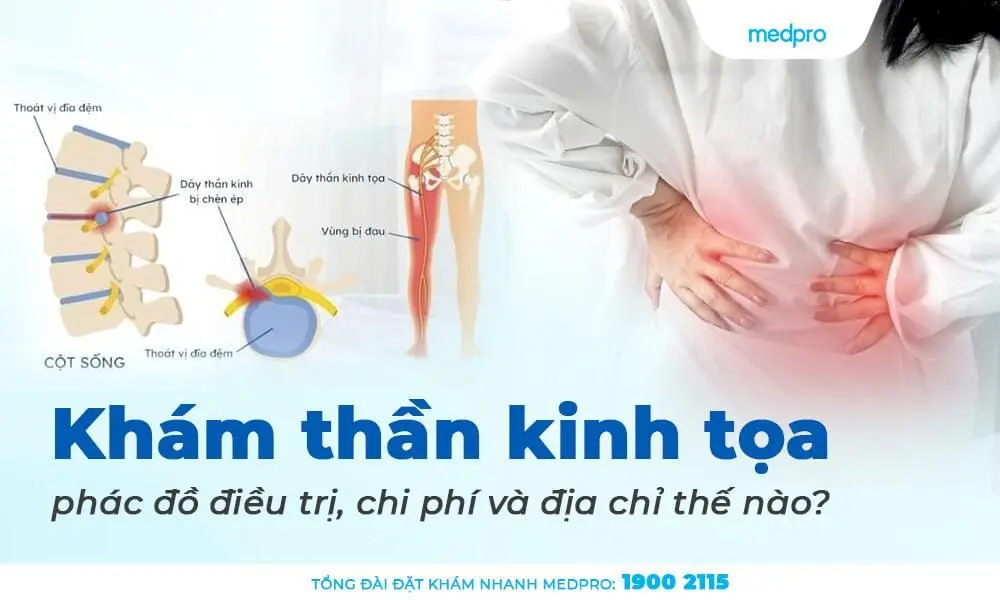 medpro
Thoát vị đĩa đệm
Dây thần kinh
bị chèn ép
Dây thần kinh tọa
Vùng bị đau
Thoát vị đĩa đệm
CỘT SỐNG
Khám thần kinh tọa
phác đồ điều trị, chi phí và địa chỉ thế nào?
TỔNG ĐÀI ĐẶT KHÁM NHANH MEDPRO: 1900 2115